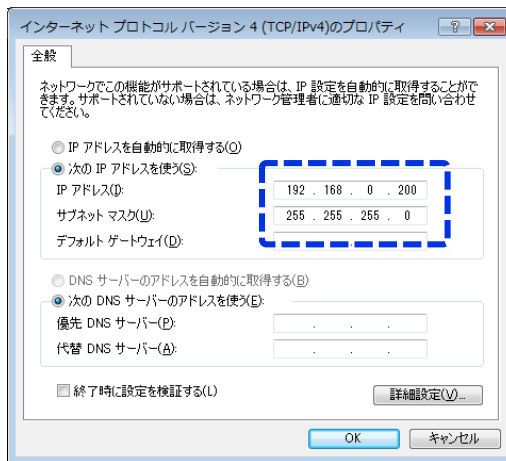 インターネット プロトコル バージョン 4 (TCP/IPv4)のプロパティ
全般
ネットワークでこの機能がサポートされている場合は、IP 設定を自動的に取得することがで
きます。サポートされていない場合は、ネットワーク管理者に適切な IP 設定を問い合わせ
てください。
IP アドレスを自動的に取得する(O)
次の IP アドレスを使う(S):
IP アドレス(I): 192 . 168 . 0 . 200
サブネット マスク(U): 255 . 255 . 255 . 0
デフォルト ゲートウェイ(D): . . .
DNS サーバーのアドレスを自動的に取得する(B)
次の DNS サーバーのアドレスを使う(E):
優先 DNS サーバー(P): . . .
代替 DNS サーバー(A): . . .
終了時に設定を検証する(L)
詳細設定(V)...
OK キャンセル